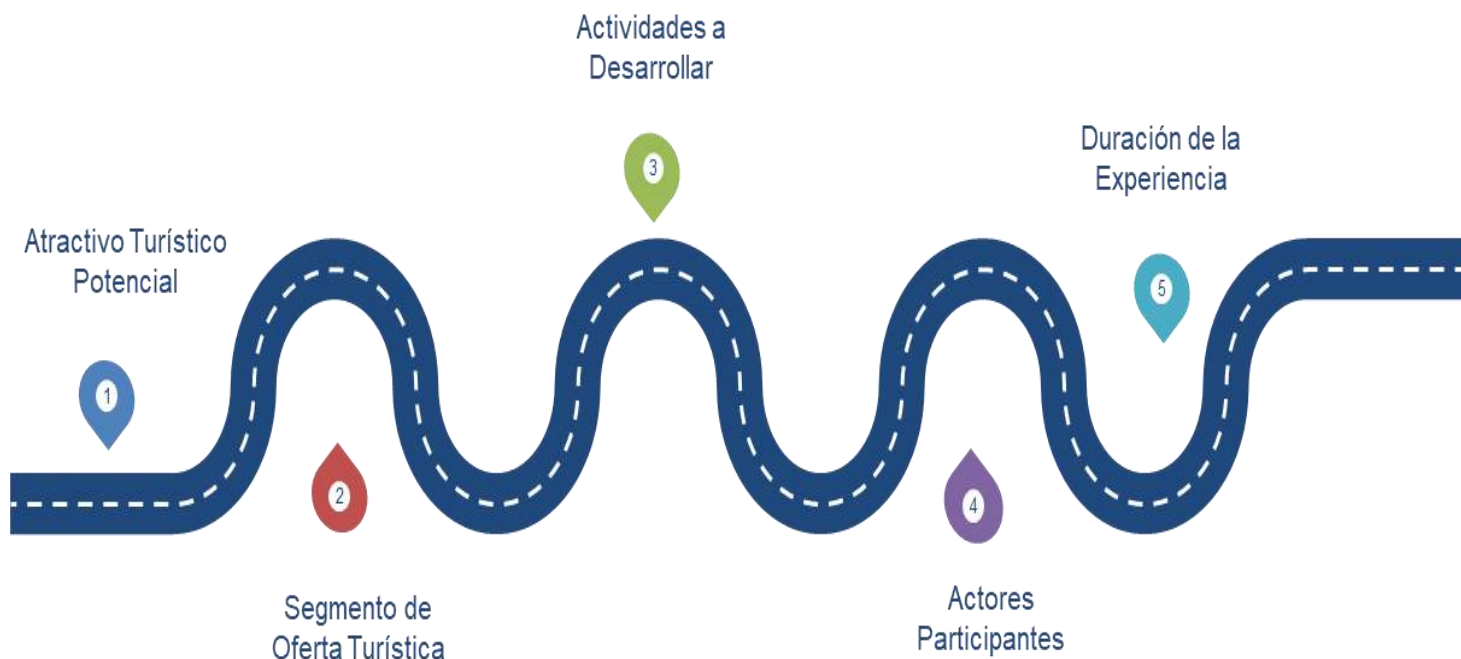 Atractivo Turístico
Potencial
1
2
Segmento de
Oferta Turística
Actividades a
Desarrollar
3
4
Actores
Participantes
Duración de la
Experiencia
5